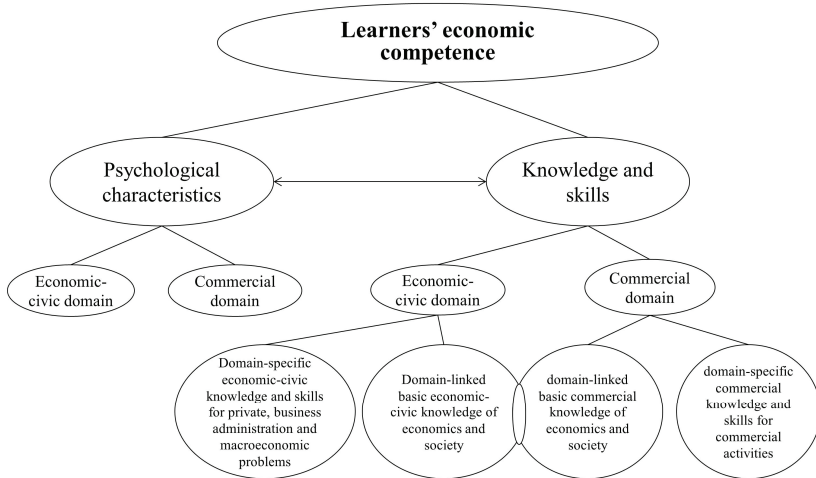 Learners’ economic
competence
Psychological
characteristics
Knowledge and
skills
Economic-
civic domain
Commercial
domain
Economic-
civic domain
Commercial
domain
Domain-specific
economic-civic
knowledge and skills
for private, business
administration and
macroeconomic
problems
Domain-linked
basic economic-
civic knowledge of
economics and
society
domain-linked
basic commercial
knowledge of
economics and
society
domain-specific
commercial
knowledge and
skills for
commercial
activities